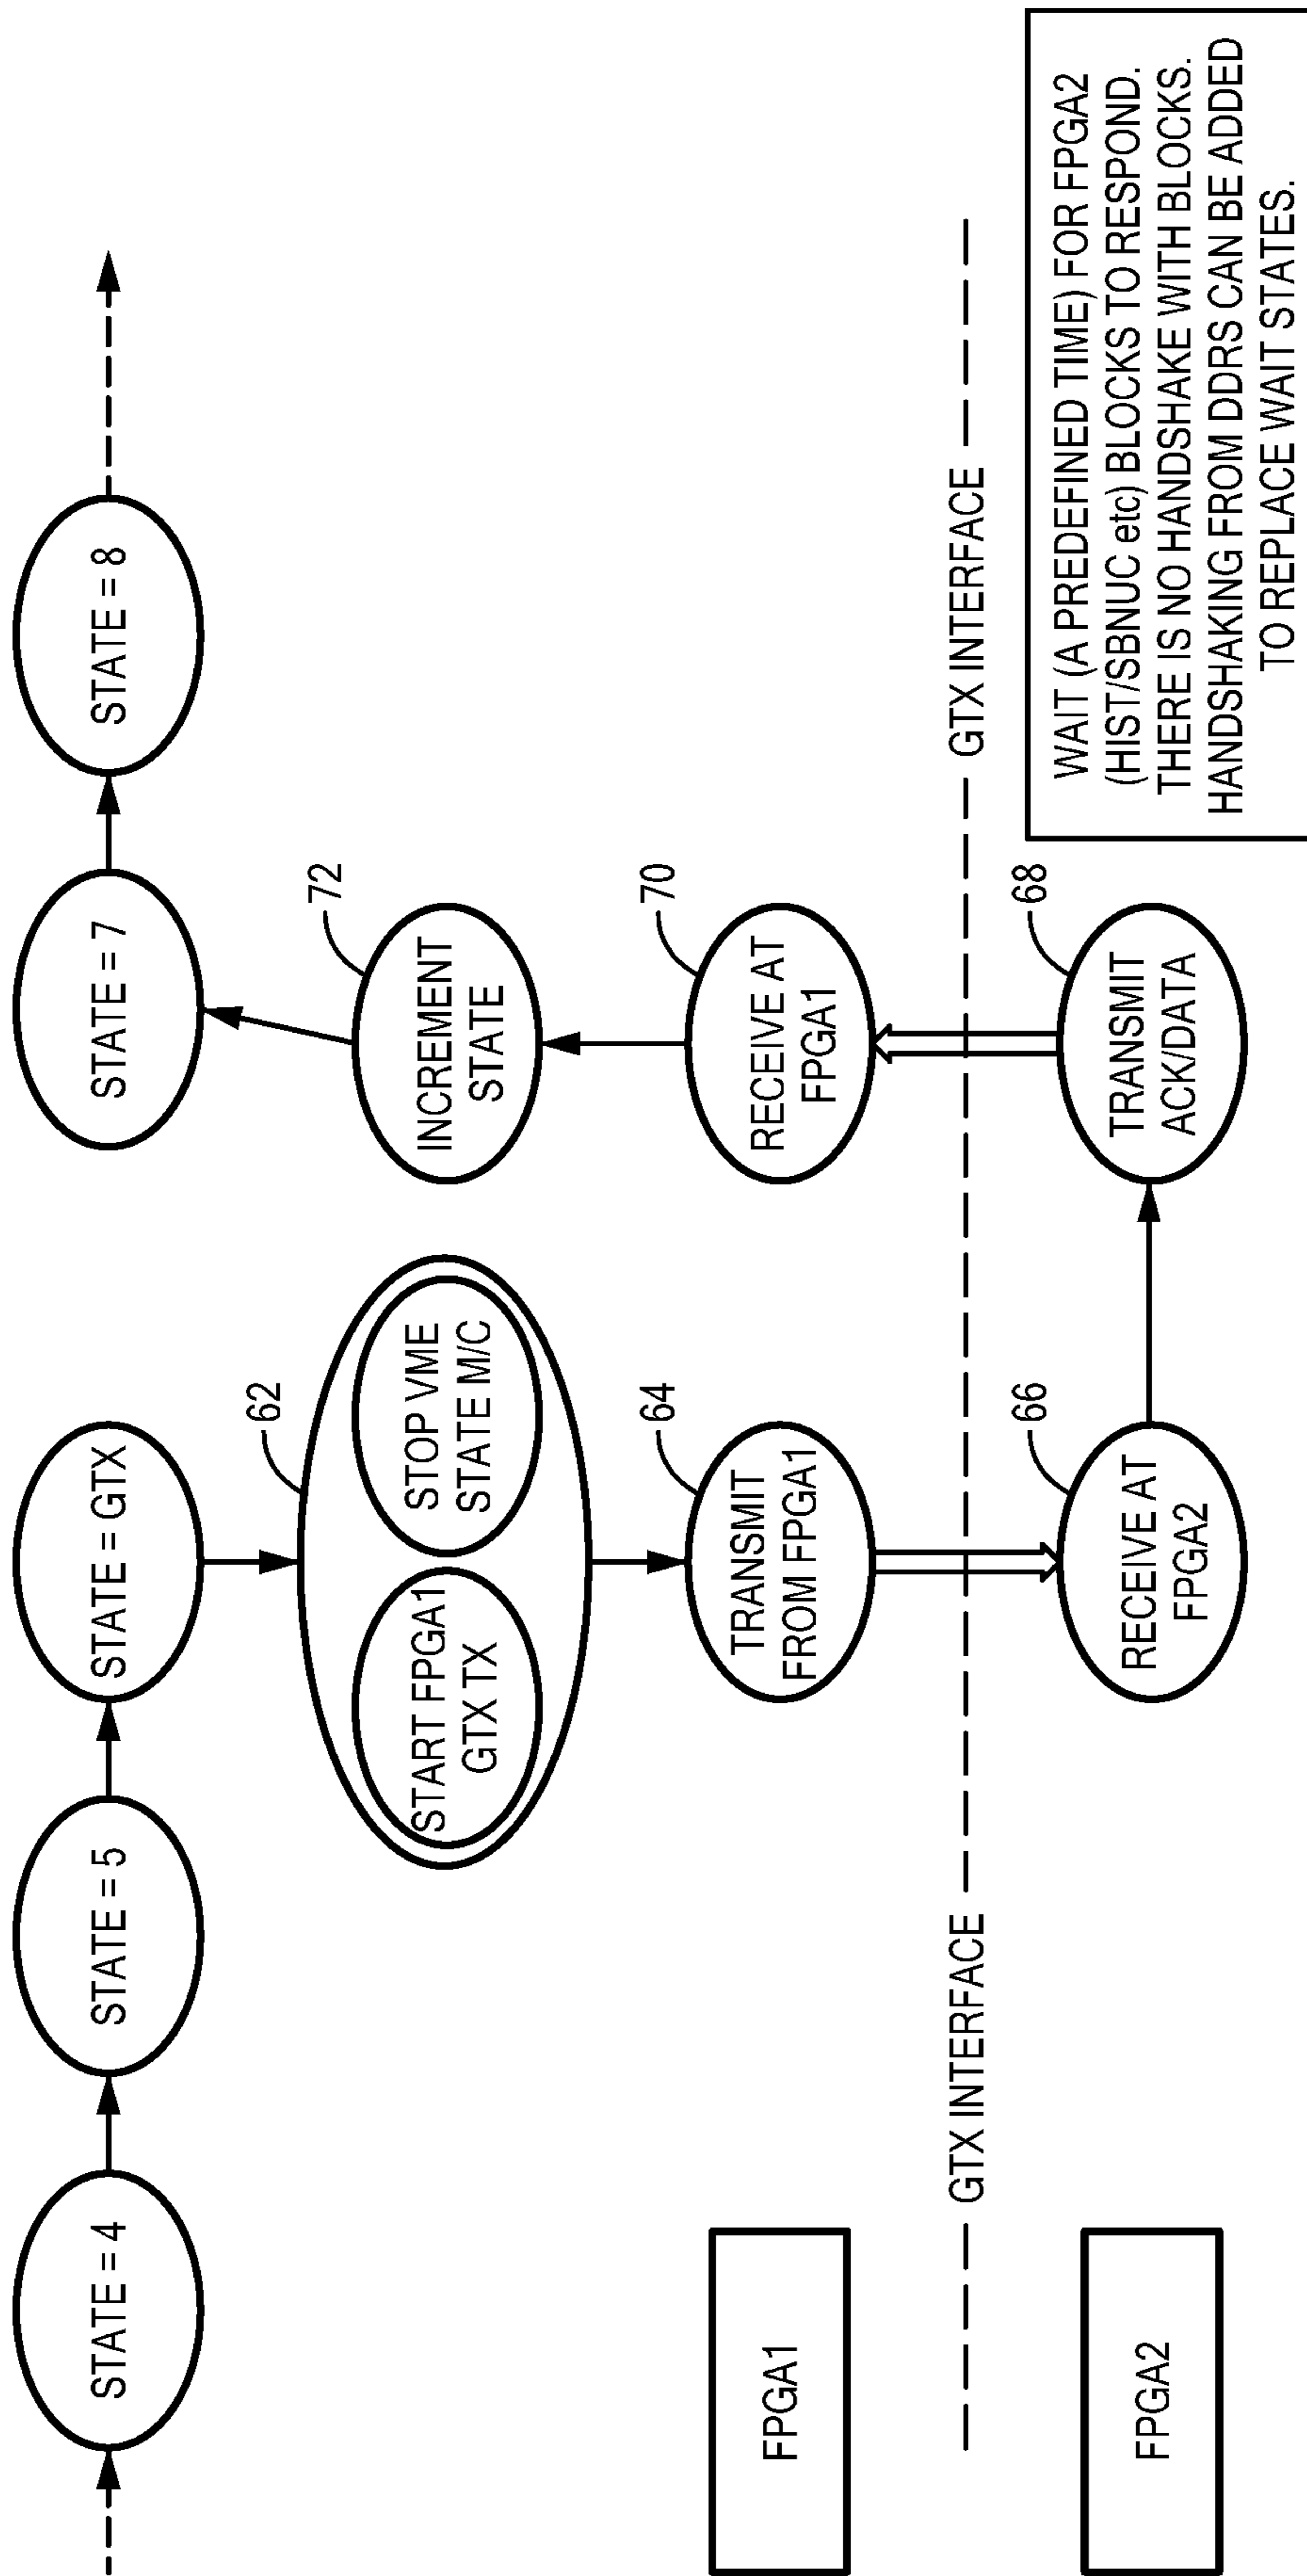 STATE = 4
STATE = 5
STATE = GTX
STATE = 7
STATE = 8
62
START FPGA1
GTX TX
STOP VME
STATE M/C
72
INCREMENT
STATE
FPGA1
64
TRANSMIT
FROM FPGA1
70
RECEIVE AT
FPGA1
GTX INTERFACE
GTX INTERFACE
FPGA2
66
RECEIVE AT
FPGA2
68
TRANSMIT
ACK/DATA
WAIT (A PREDEFINED TIME) FOR FPGA2
(HIST/SBNUC etc) BLOCKS TO RESPOND.
THERE IS NO HANDSHAKE WITH BLOCKS.
HANDSHAKING FROM DDRS CAN BE ADDED
TO REPLACE WAIT STATES.